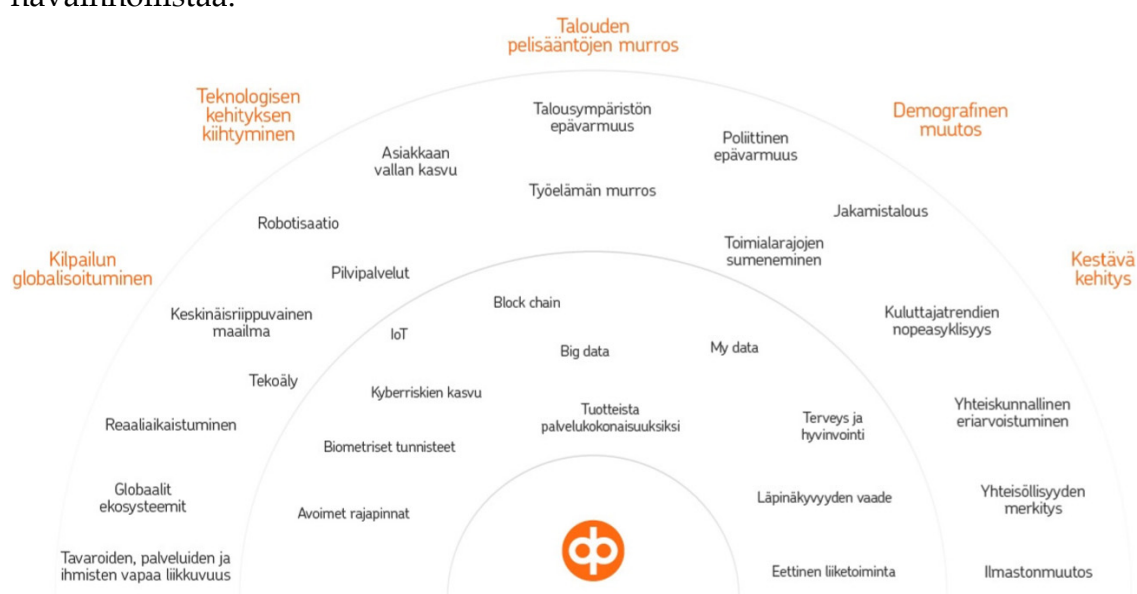 havainnollistaa.
Talouden
pelisääntöjen murros
Teknologisen
kehityksen
kiihtyminen
Demografinen
muutos
Kilpailun
globalisoituminen
Kestävä
kehitys
Talousympäristön
epävarmuus
Poliittinen
epävarmuus
Asiakkaan
vallan kasvu
Työelämän murros
Jakamistalous
Robotisaatio
Toimialarajojen
sumeneminen
Pilvipalvelut
Keskinäisriippuvainen
maailma
Kuluttajatrendien
nopeasyklisyys
Tekoäly
Reaaliaikaistuminen
Yhteiskunnallinen
eriarvoistuminen
Globaalit
ekosysteemit
Yhteisöllisyyden
merkitys
Tavaroiden, palveluiden ja
ihmisten vapaa liikkuvuus
Ilmastonmuutos
Block chain
IoT
Big data
My data
Kyberriskien kasvu
Tuotteista
palvelukokonaisuuksiksi
Terveys ja
hyvinvointi
Biometriset tunnisteet
Läpinäkyvyyden vaade
Avoimet rajapinnat
Eettinen liiketoiminta